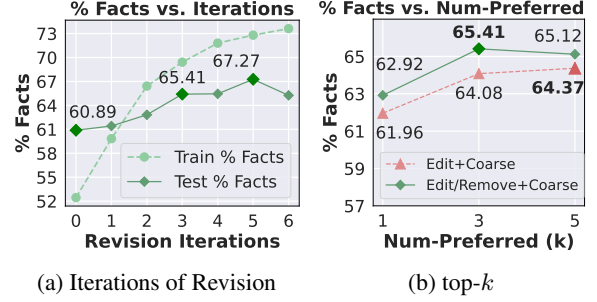 % Facts vs. Iterations
% Facts
73
70
67
64
61
58
55
52
60.89
65.41
67.27
Train % Facts
Test % Facts
0 1 2 3 4 5 6
Revision Iterations
(a) Iterations of Revision
% Facts vs. Num-Preferred
% Facts
65
63
61
59
57
62.92
65.41
65.12
61.96
64.08
64.37
Edit+Coarse
Edit/Remove+Coarse
1 3 5
Num-Preferred (k)
(b) top-k